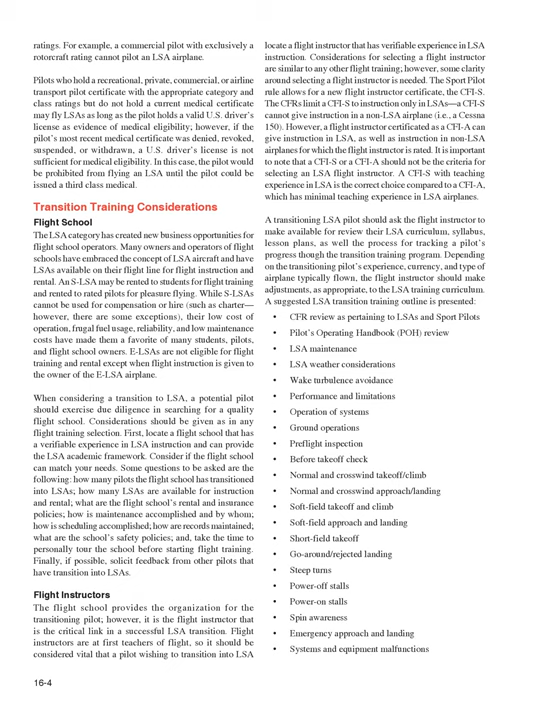 ratings. For example, a commercial pilot with exclusively a
rotorcraft rating cannot pilot an LSA airplane.
Pilots who hold a recreational, private, commercial, or airline
transport pilot certificate with the appropriate category and
class ratings but do not hold a current medical certificate
may fly LSAs as long as the pilot holds a valid U.S. driver's
license as evidence of medical eligibility; however, if the
pilot's most recent medical certificate was denied, revoked,
suspended, or withdrawn, a U.S. driver's license is not
sufficient for medical eligibility. In this case, the pilot would
be prohibited from flying an LSA until the pilot could be
issued a third class medical.
Transition Training Considerations
Flight School
The LSA category has created new business opportunities for
flight school operators. Many owners and operators of flight
schools have embraced the concept of LSA aircraft and have
LSAs available on their flight line for flight instruction and
rental. An S-LSA may be rented to students for flight training
and rented to rated pilots for pleasure flying. While S-LSAs
cannot be used for compensation or hire (such as charter—
however, there are some exceptions), their low cost of
operation, frugal fuel usage, reliability, and low maintenance
costs have made them a favorite of many students, pilots,
and flight school owners. E-LSAs are not eligible for flight
training and rental except when flight instruction is given to
the owner of the E-LSA airplane.
When considering a transition to LSA, a potential pilot
should exercise due diligence in searching for a quality
flight school. Considerations should be given as in any
flight training selection. First, locate a flight school that has
a verifiable experience in LSA instruction and can provide
the LSA academic framework. Consider if the flight school
can match your needs. Some questions to be asked are the
following: how many pilots the flight school has transitioned
into LSAs; how many LSAs are available for instruction
and rental; what are the flight school's rental and insurance
policies; how is maintenance accomplished and by whom;
how is scheduling accomplished; how are records maintained;
what are the school's safety policies; and, take the time to
personally tour the school before starting flight training.
Finally, if possible, solicit feedback from other pilots that
have transition into LSAs.
Flight Instructors
The flight school provides the organization for the
transitioning pilot; however, it is the flight instructor that
is the critical link in a successful LSA transition. Flight
instructors are at first teachers of flight, so it should be
considered vital that a pilot wishing to transition into LSA
locate a flight instructor that has verifiable experience in LSA
instruction. Considerations for selecting a flight instructor
are similar to any other flight training; however, some clarity
around selecting a flight instructor is needed. The Sport Pilot
rule allows for a new flight instructor certificate, the CFI-S.
The CFRs limit a CFI-S to instruction only in LSAs—a CFI-S
cannot give instruction in a non-LSA airplane (i.e., a Cessna
150). However, a flight instructor certificated as a CFI-A can
give instruction in LSA, as well as instruction in non-LSA
airplanes for which the flight instructor is rated. It is important
to note that a CFI-S or a CFI-A should not be the criteria for
selecting an LSA flight instructor. A CFI-S with teaching
experience in LSA is the correct choice compared to a CFI-A,
which has minimal teaching experience in LSA airplanes.
A transitioning LSA pilot should ask the flight instructor to
make available for review their LSA curriculum, syllabus,
lesson plans, as well the process for tracking a pilot's
progress though the transition training program. Depending
on the transitioning pilot's experience, currency, and type of
airplane typically flown, the flight instructor should make
adjustments, as appropriate, to the LSA training curriculum.
A suggested LSA transition training outline is presented:
• CFR review as pertaining to LSAs and Sport Pilots
• Pilot's Operating Handbook (POH) review
• LSA maintenance
• LSA weather considerations
• Wake turbulence avoidance
• Performance and limitations
• Operation of systems
• Ground operations
• Preflight inspection
• Before takeoff check
• Normal and crosswind takeoff/climb
• Normal and crosswind approach/landing
• Soft-field takeoff and climb
• Soft-field approach and landing
• Short-field takeoff
• Go-around/rejected landing
• Steep turns
• Power-off stalls
• Power-on stalls
• Spin awareness
• Emergency approach and landing
• Systems and equipment malfunctions
16-4